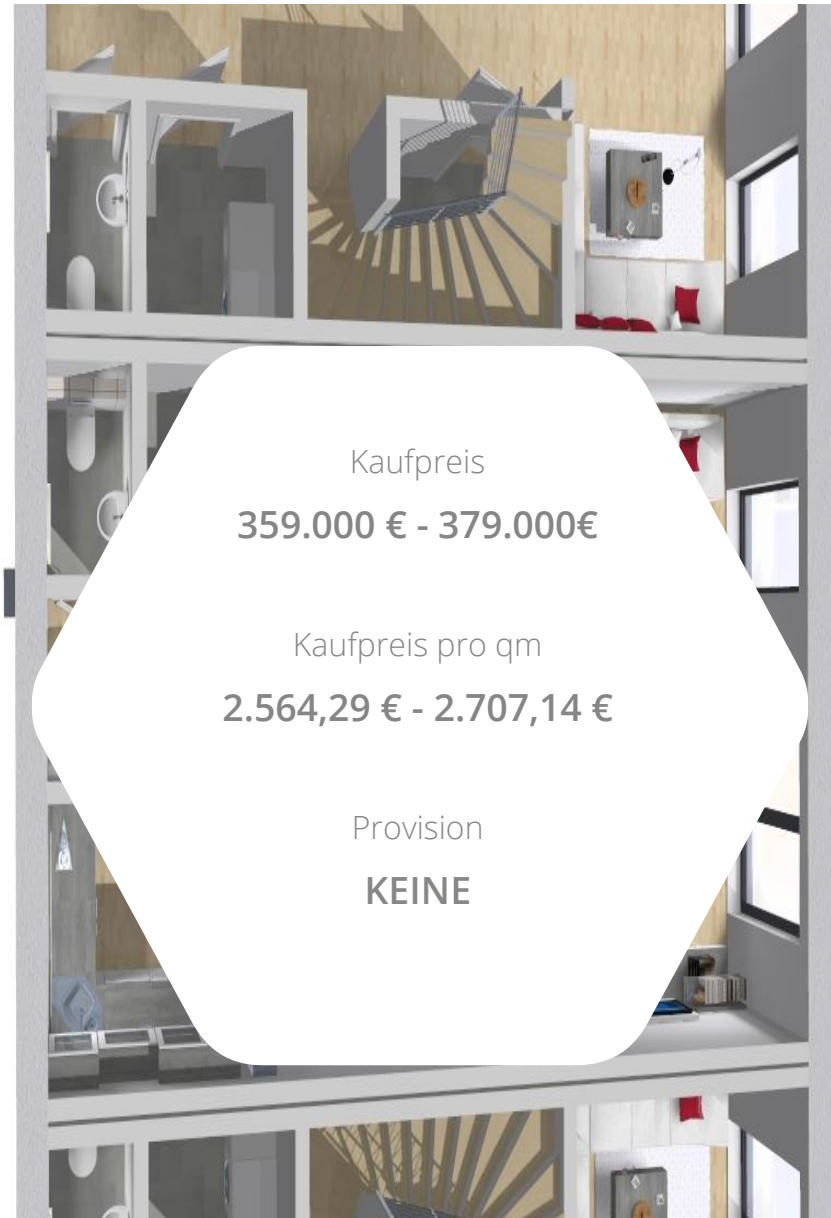 Kaufpreis
359.000 € - 379.000€
Kaufpreis pro qm
2.564,29 € - 2.707,14 €
Provision
KEINE